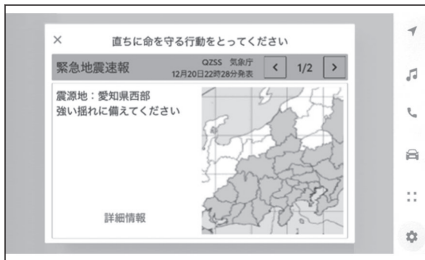 直ちに命を守る行動をとってください
緊急地震速報
QZSS 気象庁
12月20日22時28分発表
1/2
震源地：愛知県西部
強い揺れに備えてください
詳細情報